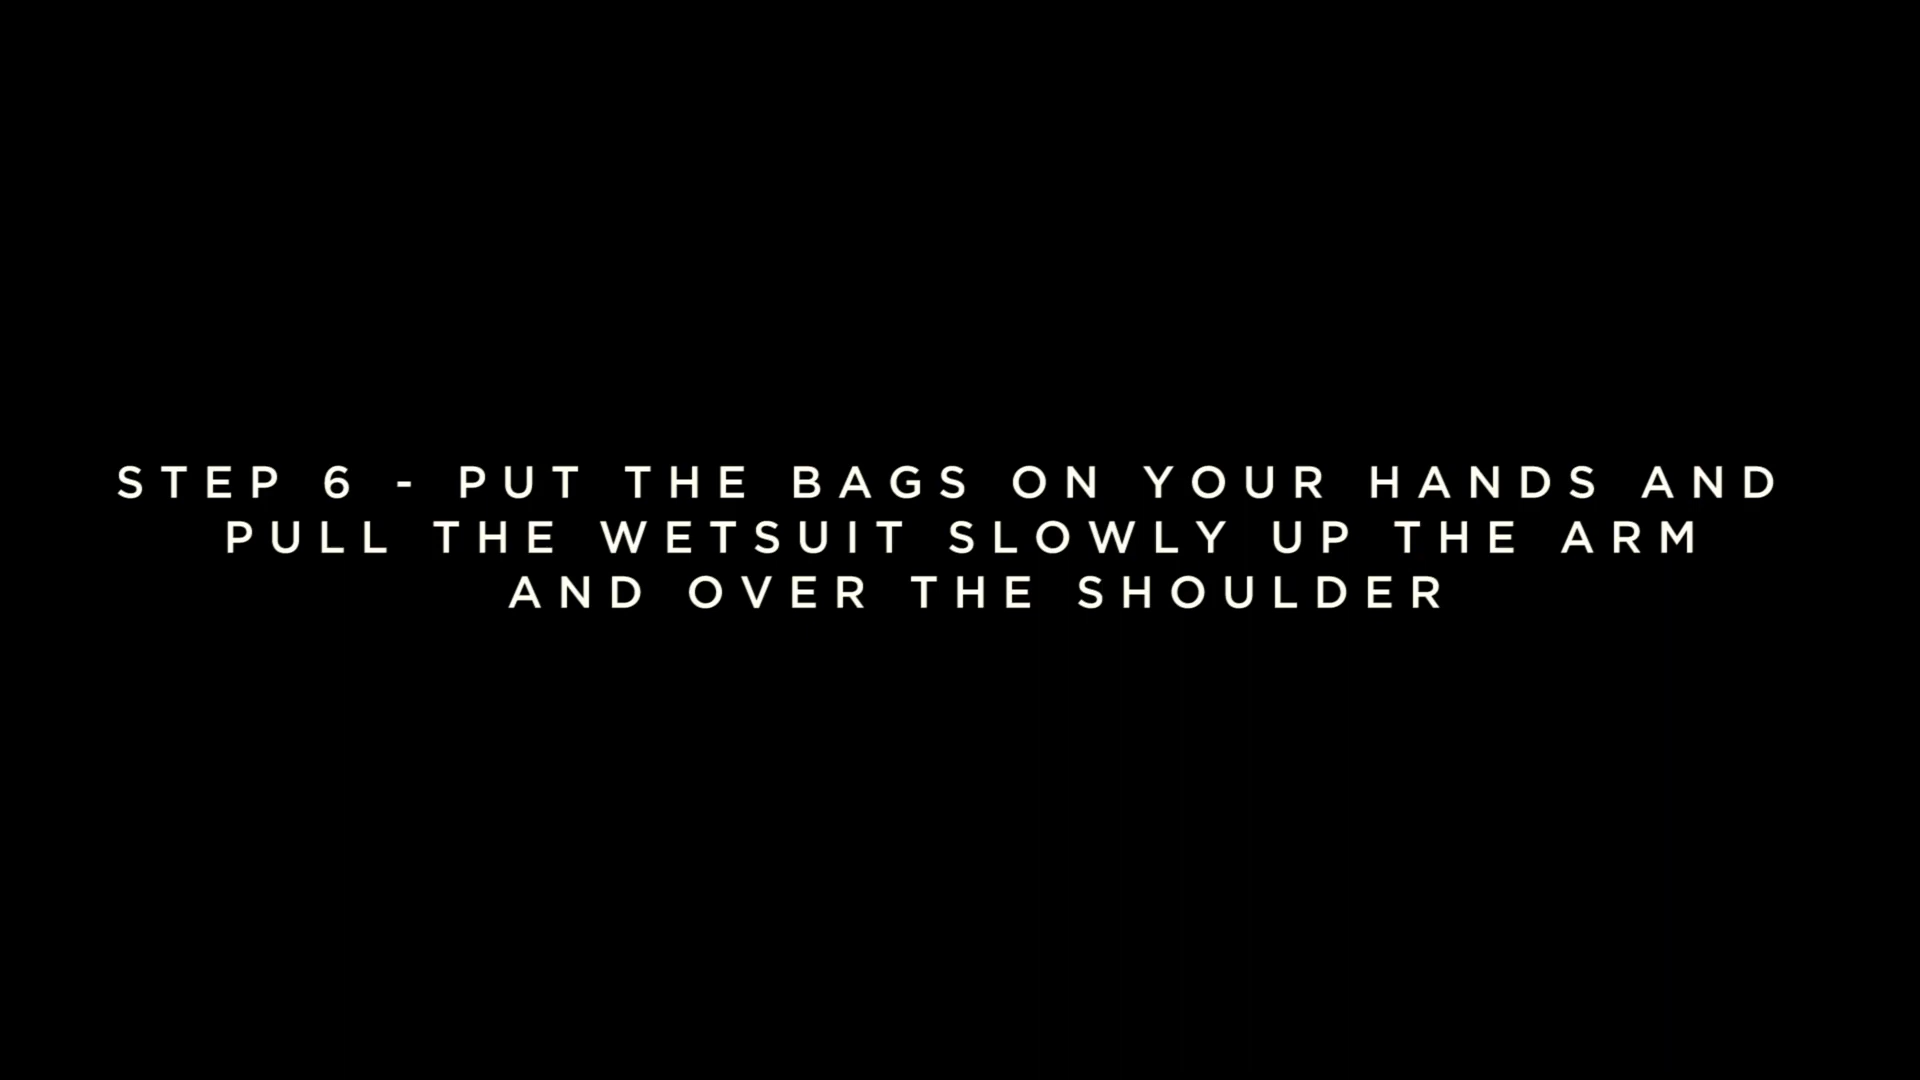 STEP 6 - PUT THE BAGS ON YOUR HANDS AND
PULL THE WETSUIT SLOWLY UP THE ARM
AND OVER THE SHOULDER